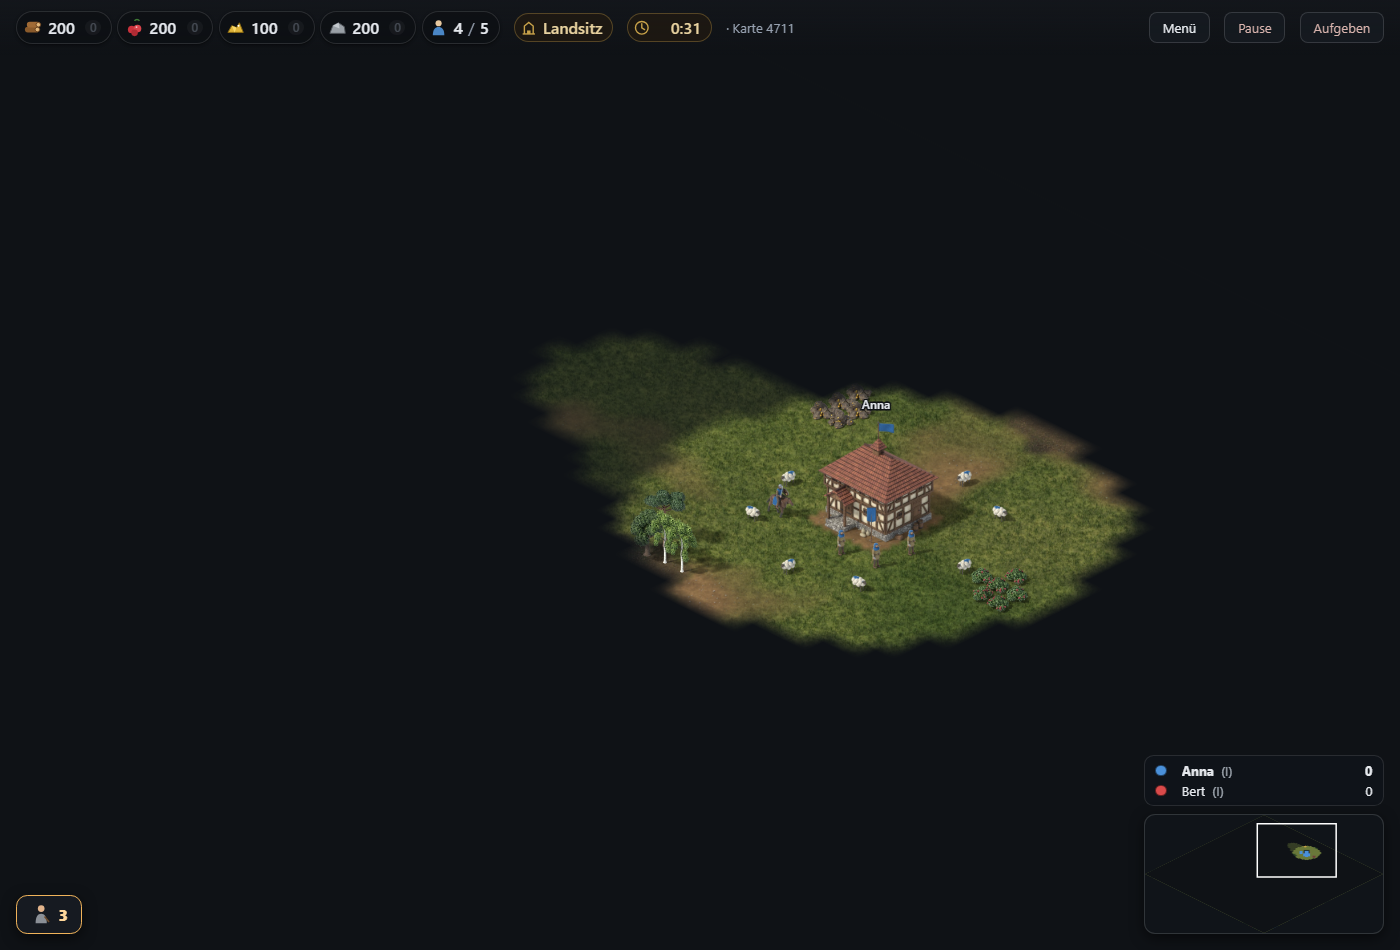 200 0 200 0 100 0 200 0 4 / 5 Landsitz 0:31 · Karte 4711 Menü Pause Aufgeben
Anna
Anna (I) 0
Bert (I) 0
3